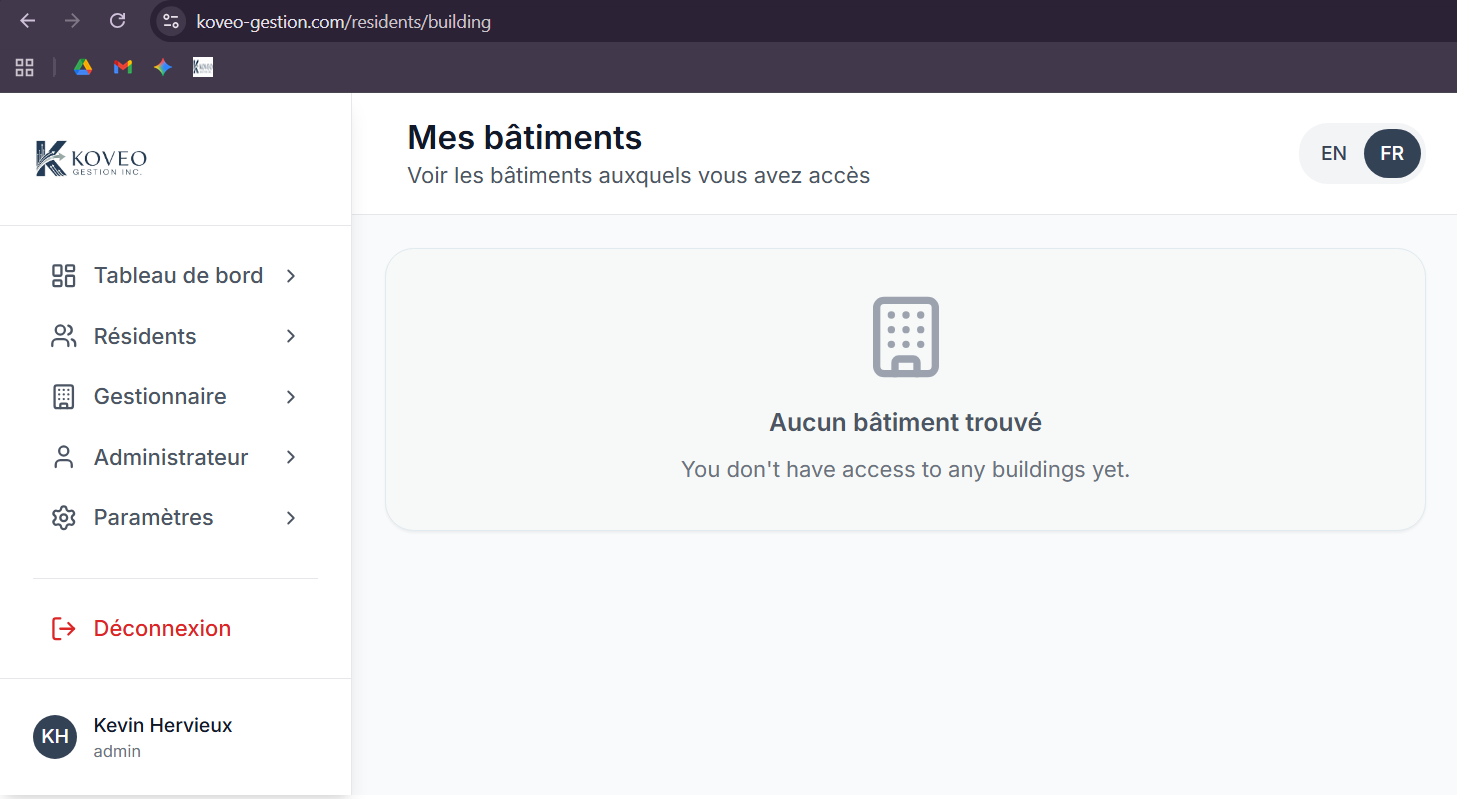 koveo-gestion.com/residents/building
KOVEO
GESTION INC.
Mes bâtiments
Voir les bâtiments auxquels vous avez accès
EN
FR
Tableau de bord
Résidents
Gestionnaire
Administrateur
Paramètres
Déconnexion
KH
Kevin Hervieux
admin
Aucun bâtiment trouvé
You don't have access to any buildings yet.